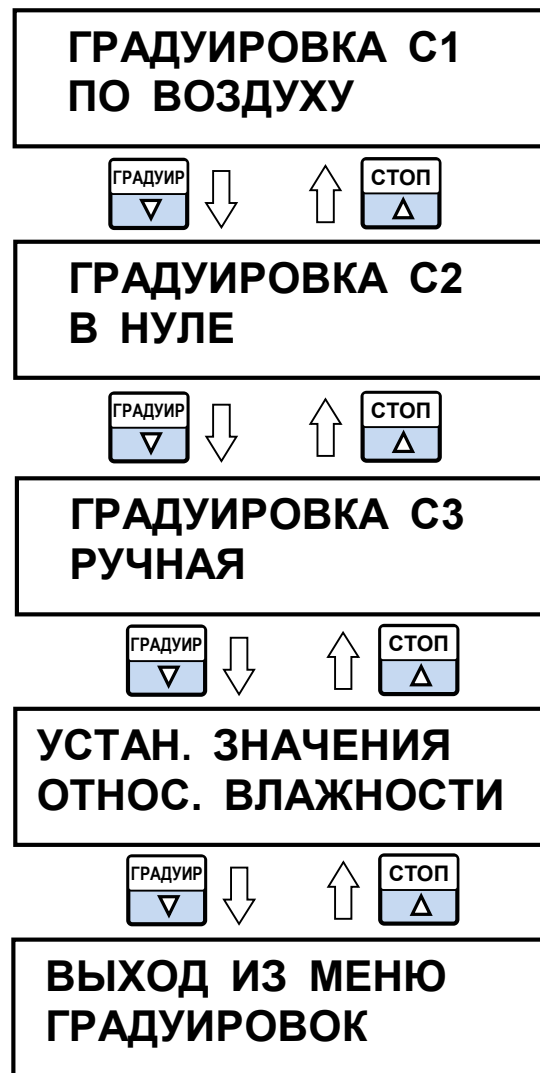 ГРАДУИРОВКА С1
ПО ВОЗДУХУ
ГРАДУИР СТОП
ГРАДУИРОВКА С2
В НУЛЕ
ГРАДУИР СТОП
ГРАДУИРОВКА С3
РУЧНАЯ
ГРАДУИР СТОП
УСТАН. ЗНАЧЕНИЯ
ОТНОС. ВЛАЖНОСТИ
ГРАДУИР СТОП
ВЫХОД ИЗ МЕНЮ
ГРАДУИРОВОК